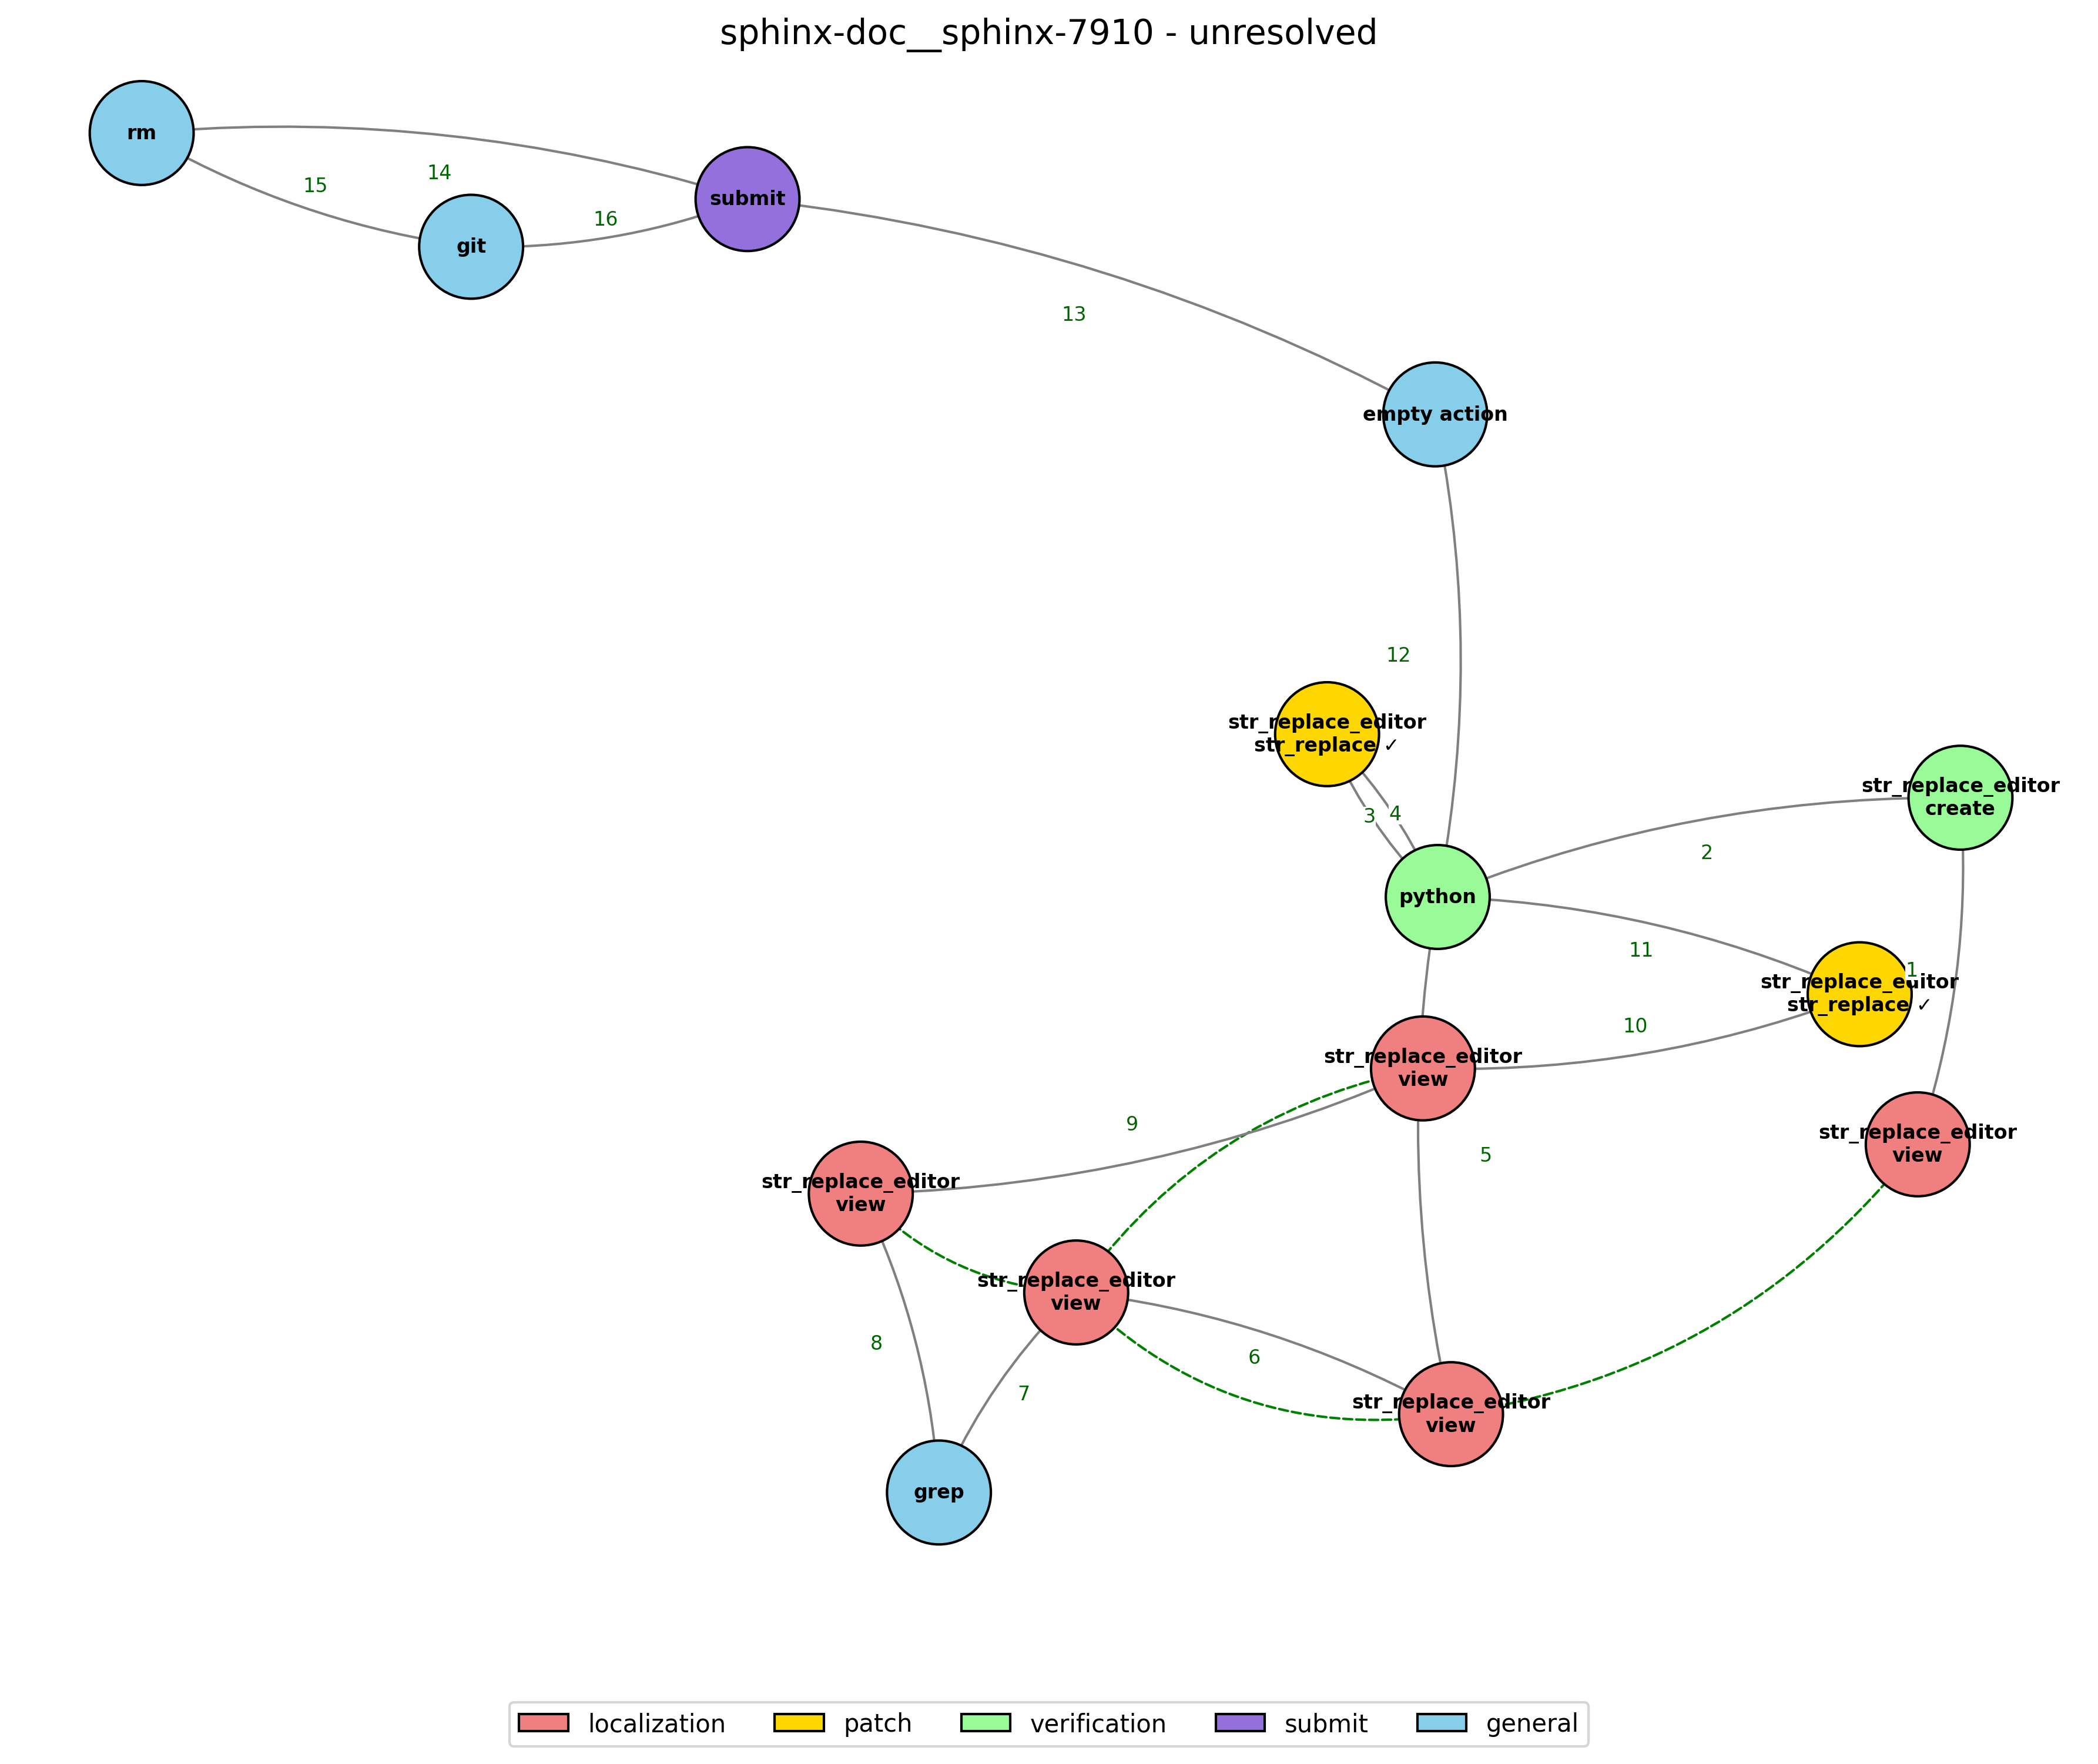 sphinx-doc__sphinx-7910 - unresolved
rm
14
15
submit
16
git
13
empty action
12
str_replace_editor
str_replace ✓
str_replace_editor
create
3
4
2
python
11
1
str_replace_editor
str_replace ✓
10
str_replace_editor
view
9
5
str_replace_editor
view
str_replace_editor
view
str_replace_editor
view
8
6
7
str_replace_editor
view
grep
localization
patch
verification
submit
general